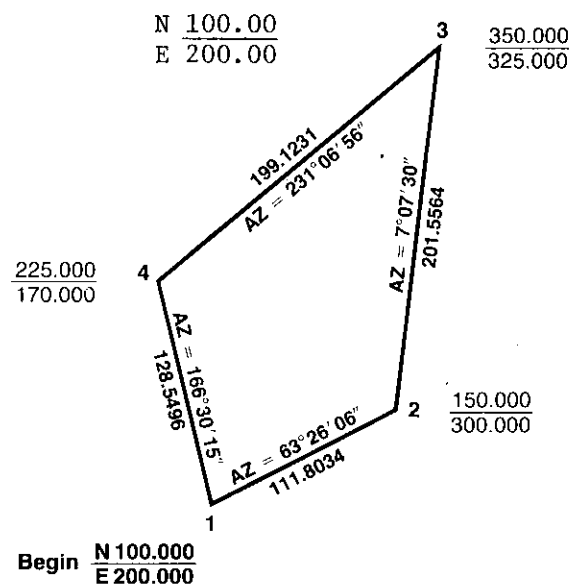 N 100.00
E 200.00
3
350.000
325.000
199.1231
AZ = 231°06'56"
AZ = 7°07'30"
201.5564
225.000
170.000
4
AZ = 166°30'15"
128.5496
AZ = 63°26'06"
111.8034
2
150.000
300.000
1
Begin
N 100.000
E 200.000